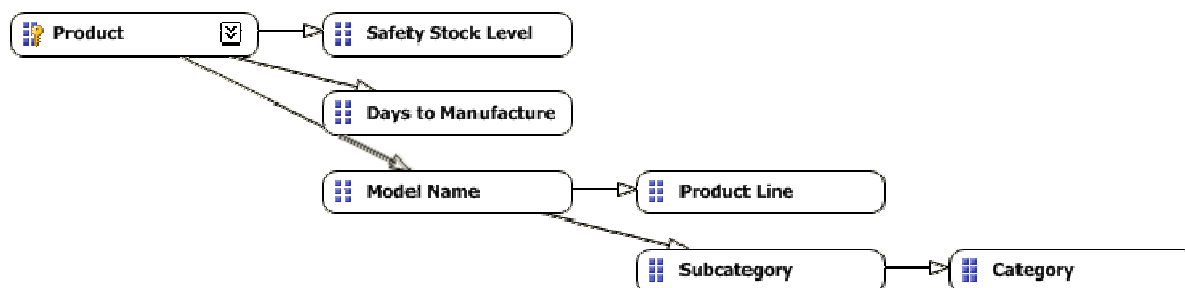 Product
Safety Stock Level
Days to Manufacture
Model Name
Product Line
Subcategory
Category